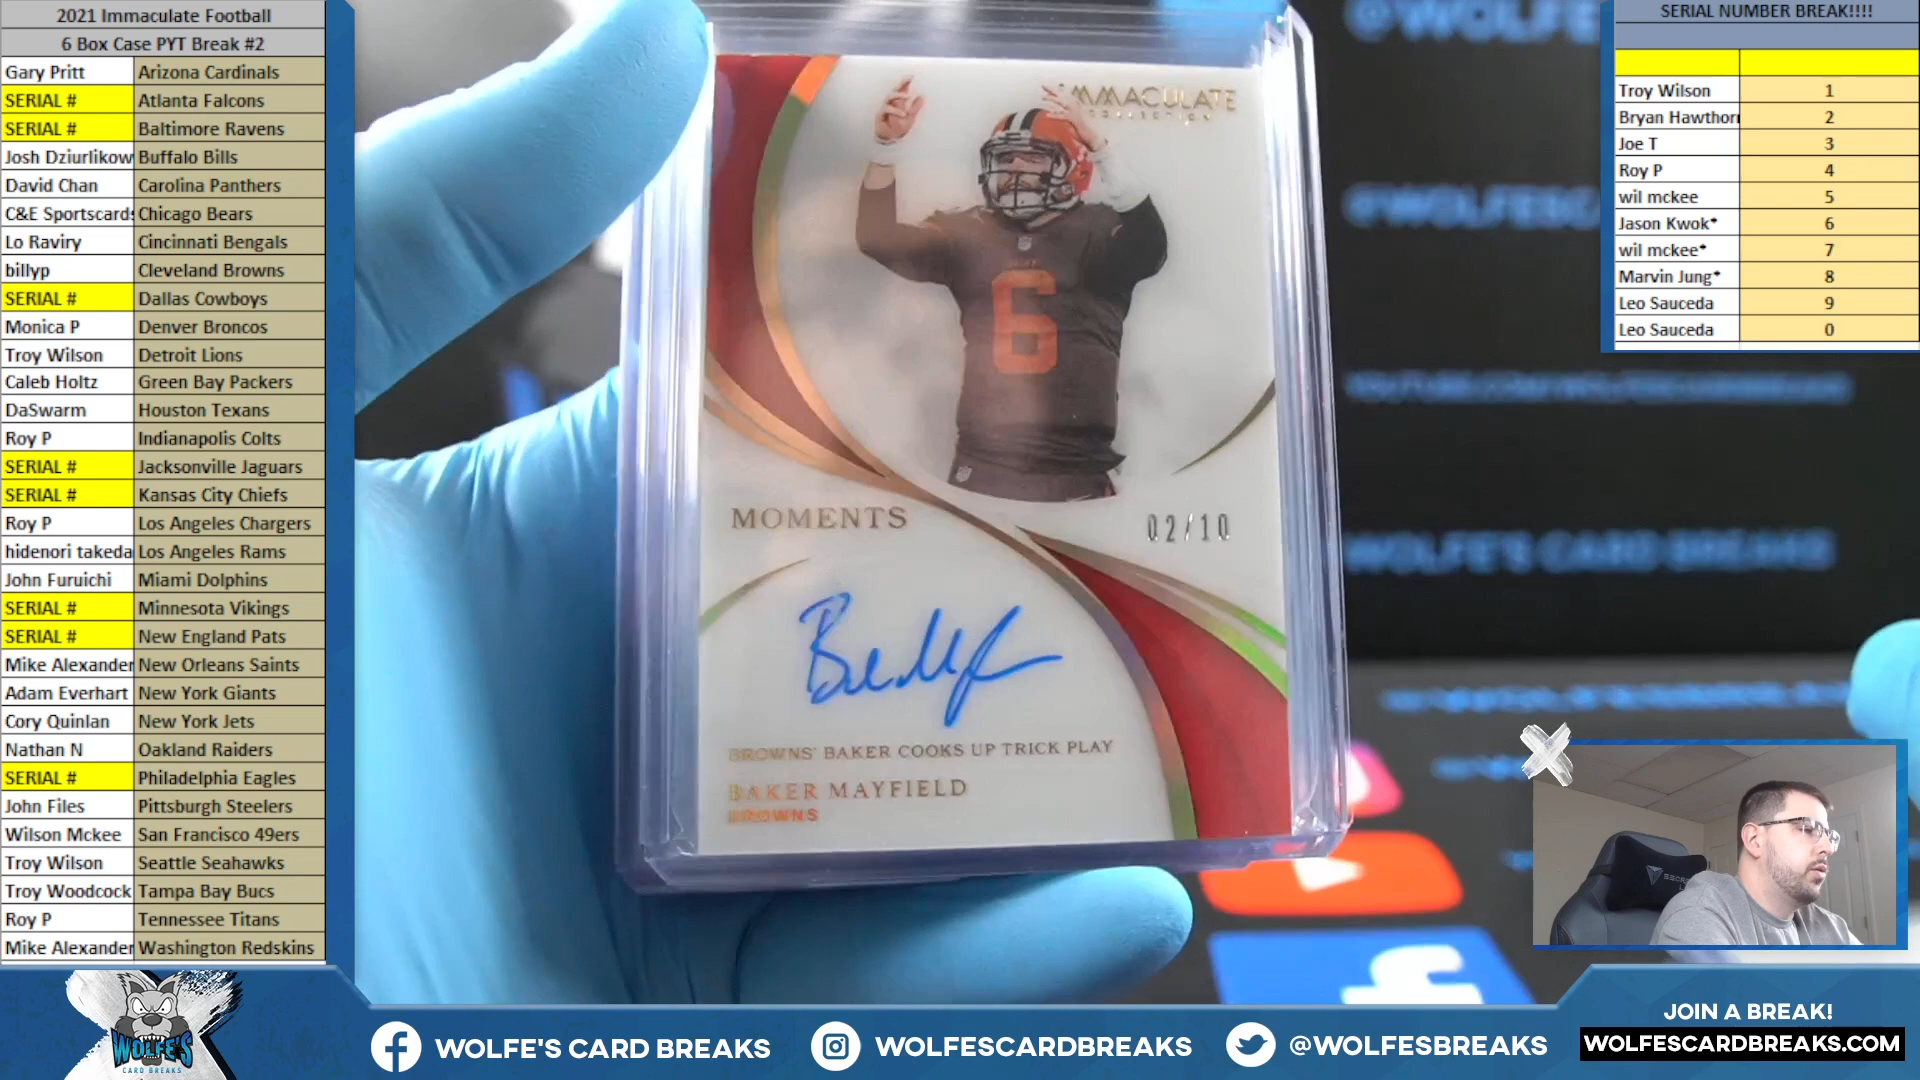 2021 Immaculate Football
6 Box Case PYT Break #2
Gary Pritt Arizona Cardinals
SERIAL # Atlanta Falcons
SERIAL # Baltimore Ravens
Josh Dziurlikow Buffalo Bills
David Chan Carolina Panthers
C&E Sportscards Chicago Bears
Lo Raviry Cincinnati Bengals
billyp Cleveland Browns
SERIAL # Dallas Cowboys
Monica P Denver Broncos
Troy Wilson Detroit Lions
Caleb Holtz Green Bay Packers
DaSwarm Houston Texans
Roy P Indianapolis Colts
SERIAL # Jacksonville Jaguars
SERIAL # Kansas City Chiefs
Roy P Los Angeles Chargers
hidenori takeda Los Angeles Rams
John Furuichi Miami Dolphins
SERIAL # Minnesota Vikings
SERIAL # New England Pats
Mike Alexander New Orleans Saints
Adam Everhart New York Giants
Cory Quinlan New York Jets
Nathan N Oakland Raiders
SERIAL # Philadelphia Eagles
John Files Pittsburgh Steelers
Wilson Mckee San Francisco 49ers
Troy Wilson Seattle Seahawks
Troy Woodcock Tampa Bay Bucs
Roy P Tennessee Titans
Mike Alexander Washington Redskins
IMMACULATE
COLLECTION
6
MOMENTS
02/10
BROWNS' BAKER COOKS UP TRICK PLAY
BAKER MAYFIELD
BROWNS
WOLFE'S CARD BREAKS
SERIAL NUMBER BREAK!!!!
Troy Wilson 1
Bryan Hawthorn 2
Joe T 3
Roy P 4
wil mckee 5
Jason Kwok* 6
wil mckee* 7
Marvin Jung* 8
Leo Sauceda 9
Leo Sauceda 0
WOLFE'S
CARD BREAKS
WOLFE'S CARD BREAKS
WOLFESCARDBREAKS
@WOLFESBREAKS
JOIN A BREAK!
WOLFESCARDBREAKS.COM